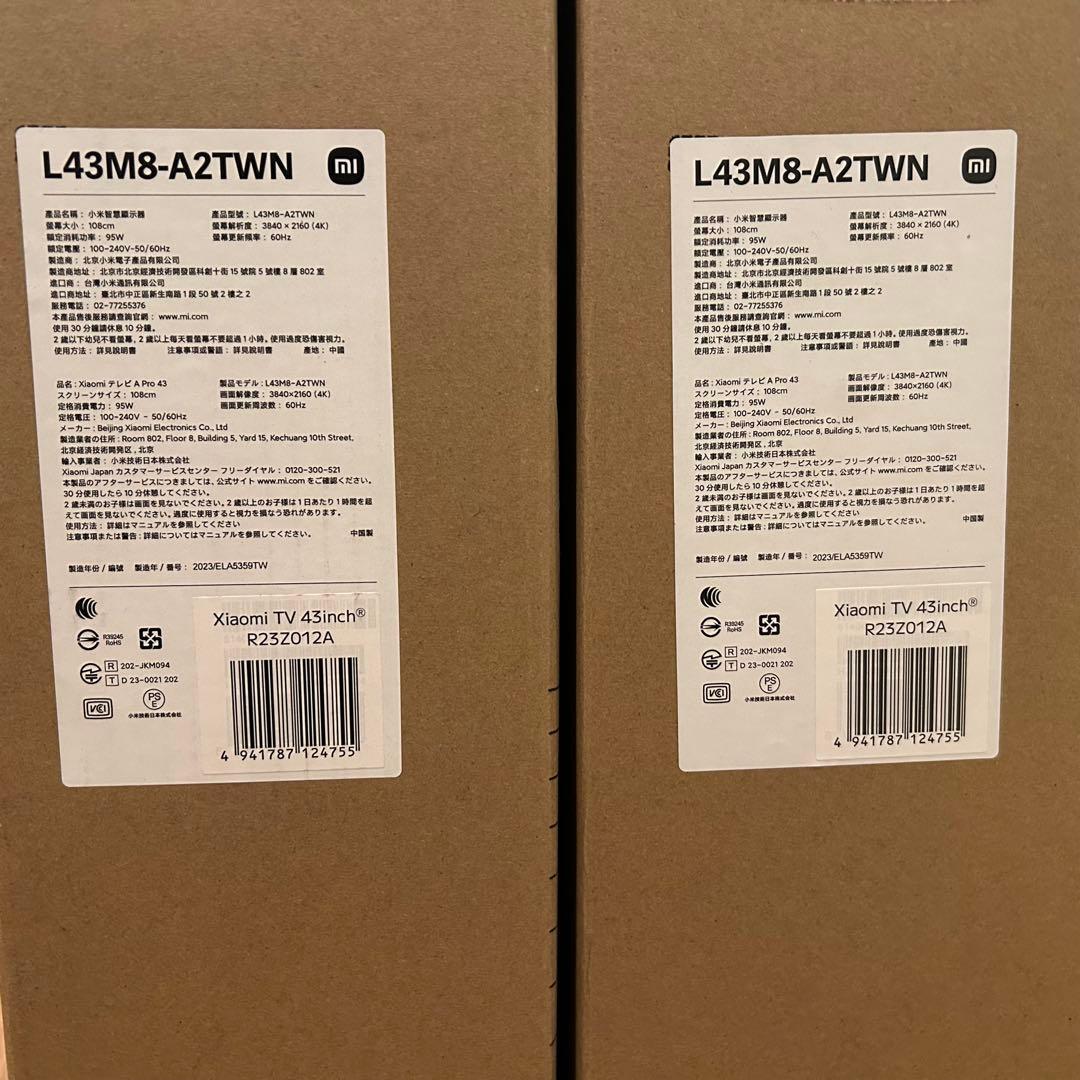 L43M8-A2TWN
mi
產品名稱：小米智慧顯示器 產品型號：L43M8-A2TWN
螢幕大小：108cm 螢幕解析度：3840 × 2160 (4K)
額定消耗功率：95W 螢幕更新頻率：60Hz
額定電壓：100-240V~50/60Hz
製造商：北京小米電子產品有限公司
製造商地址：北京市北京經濟技術開發區科創十街 15 號院 5 號樓 8 層 802 室
進口商：台灣小米通訊有限公司
進口商地址：臺北市中正區新生南路 1 段 50 號 2 樓之 2
服務電話：02-77255376
本產品售後服務請查詢官網：www.mi.com
使用 30 分鐘請休息 10 分鐘。
2 歲以下幼兒不看螢幕，2 歲以上每天看螢幕不要超過 1 小時。使用過度恐傷害視力。
使用方法：詳見說明書 注意事項或警語：詳見說明書 產地：中國
品名：Xiaomi テレビ A Pro 43 製品モデル：L43M8-A2TWN
スクリーンサイズ：108cm 画面解像度：3840×2160 (4K)
定格消費電力：95W 画面更新周波数：60Hz
定格電圧：100-240V ~ 50/60Hz
メーカー：Beijing Xiaomi Electronics Co., Ltd
製造業者の住所：Room 802, Floor 8, Building 5, Yard 15, Kechuang 10th Street,
北京経済技術開発区，北京
輸入事業者：小米技術日本株式会社
Xiaomi Japan カスタマーサービスセンター フリーダイヤル：0120-300-521
本製品のアフターサービスにつきましては、公式サイト www.mi.com をご確認ください。
30 分使用したら 10 分休憩してください。
2 歳未満のお子様は画面を見ないでください。2 歳以上のお子様は 1 日あたり 1 時間を超
えて画面を見ないでください。過度に使用すると視力を損なう恐れがあります。
使用方法：詳細はマニュアルを参照してください
注意事項または警告：詳細についてはマニュアルを参照してください。 中国製
製造年份 / 編號 製造年 / 番号：2023/ELA5359TW
R39245
RoHS
R 202-JKM094
T D 23-0021 202
VCI
PS
E
小米技術日本株式会社
Xiaomi TV 43inch®
R23Z012A
4 941787 124755
L43M8-A2TWN
mi
產品名稱：小米智慧顯示器 產品型號：L43M8-A2TWN
螢幕大小：108cm 螢幕解析度：3840 × 2160 (4K)
額定消耗功率：95W 螢幕更新頻率：60Hz
額定電壓：100-240V~50/60Hz
製造商：北京小米電子產品有限公司
製造商地址：北京市北京經濟技術開發區科創十街 15 號院 5 號樓 8 層 802 室
進口商：台灣小米通訊有限公司
進口商地址：臺北市中正區新生南路 1 段 50 號 2 樓之 2
服務電話：02-77255376
本產品售後服務請查詢官網：www.mi.com
使用 30 分鐘請休息 10 分鐘。
2 歲以下幼兒不看螢幕，2 歲以上每天看螢幕不要超過 1 小時。使用過度恐傷害視力。
使用方法：詳見說明書 注意事項或警語：詳見說明書 產地：中國
品名：Xiaomi テレビ A Pro 43 製品モデル：L43M8-A2TWN
スクリーンサイズ：108cm 画面解像度：3840×2160 (4K)
定格消費電力：95W 画面更新周波数：60Hz
定格電圧：100-240V ~ 50/60Hz
メーカー：Beijing Xiaomi Electronics Co., Ltd
製造業者の住所：Room 802, Floor 8, Building 5, Yard 15, Kechuang 10th Street,
北京経済技術開発区，北京
輸入事業者：小米技術日本株式会社
Xiaomi Japan カスタマーサービスセンター フリーダイヤル：0120-300-521
本製品のアフターサービスにつきましては、公式サイト www.mi.com をご確認ください。
30 分使用したら 10 分休憩してください。
2 歳未満のお子様は画面を見ないでください。2 歳以上のお子様は 1 日あたり 1 時間を超
えて画面を見ないでください。過度に使用すると視力を損なう恐れがあります。
使用方法：詳細はマニュアルを参照してください
注意事項または警告：詳細についてはマニュアルを参照してください。 中国製
製造年份 / 編號 製造年 / 番号：2023/ELA5359TW
R39245
RoHS
R 202-JKM094
T D 23-0021 202
VCI
PS
E
小米技術日本株式会社
Xiaomi TV 43inch®
R23Z012A
4 941787 124755